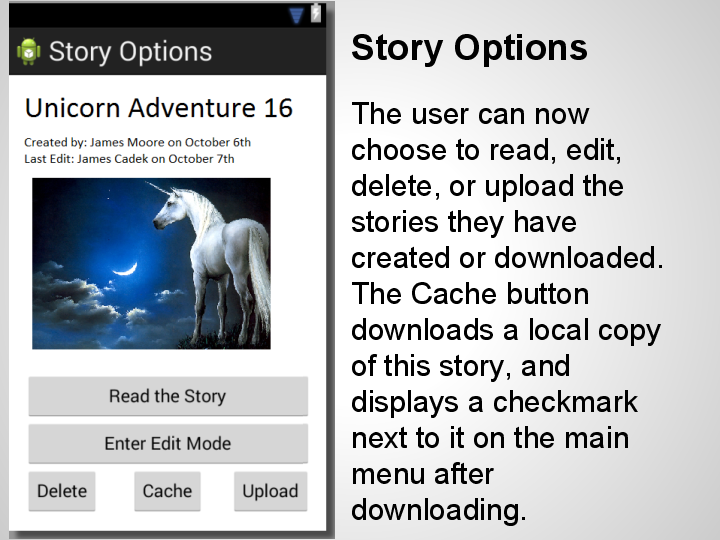 Story Options
Unicorn Adventure 16
Created by: James Moore on October 6th
Last Edit: James Cadek on October 7th
Read the Story
Enter Edit Mode
Delete Cache Upload
Story Options
The user can now
choose to read, edit,
delete, or upload the
stories they have
created or downloaded.
The Cache button
downloads a local copy
of this story, and
displays a checkmark
next to it on the main
menu after
downloading.